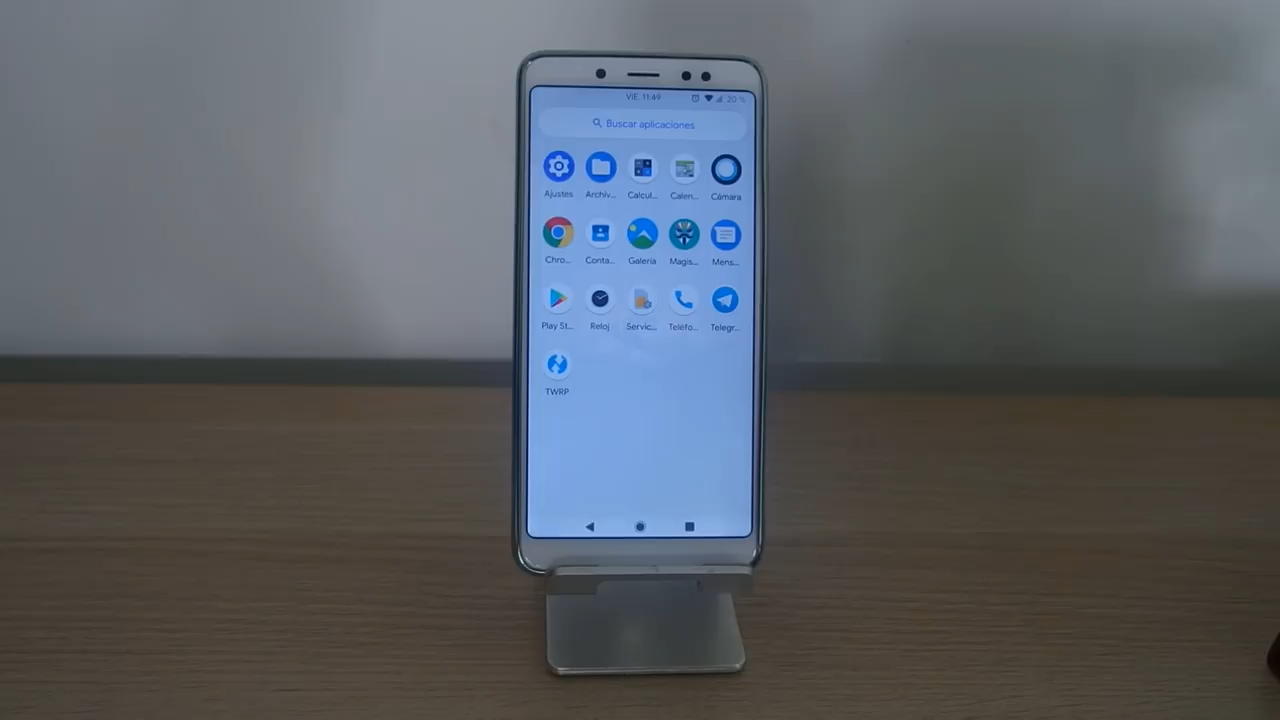 VIE. 11:49 20 %
Buscar aplicaciones
Ajustes Archiv... Calcul... Calen... Cámara
Chro... Conta... Galería Magis... Mens...
Play St... Reloj Servic... Teléfo... Telegr...
TWRP